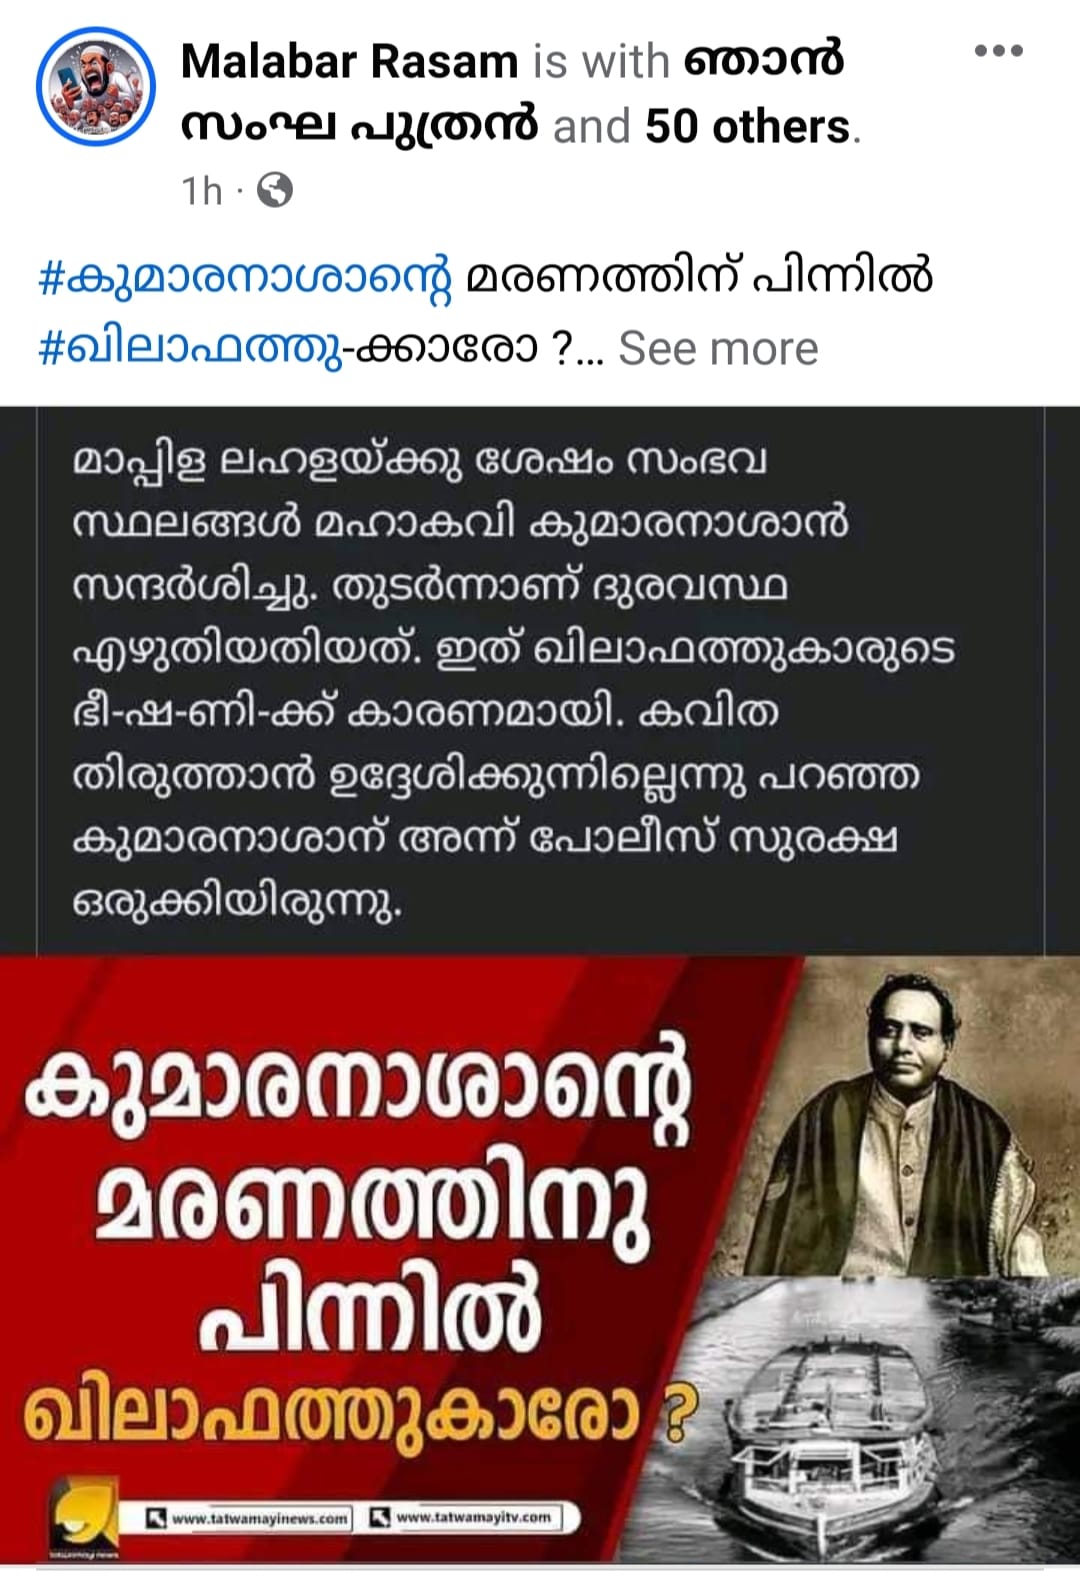 Malabar Rasam is with ഞാൻ
സംഘ പുത്രൻ and 50 others.
1h ·
#കുമാരനാശാന്റെ മരണത്തിന് പിന്നിൽ
#ഖിലാഫത്തു-ക്കാരോ ?... See more
മാപ്പിള ലഹളയ്ക്കു ശേഷം സംഭവ
സ്ഥലങ്ങൾ മഹാകവി കുമാരനാശാൻ
സന്ദർശിച്ചു. തുടർന്നാണ് ദുരവസ്ഥ
എഴുതിയതിയത്. ഇത് ഖിലാഫത്തുകാരുടെ
ഭീ-ഷ-ണി-ക്ക് കാരണമായി. കവിത
തിരുത്താൻ ഉദ്ദേശിക്കുന്നില്ലെന്നു പറഞ്ഞ
കുമാരനാശാന് അന്ന് പോലീസ് സുരക്ഷ
ഒരുക്കിയിരുന്നു.
കുമാരനാശാന്റെ
മരണത്തിനു
പിന്നിൽ
ഖിലാഫത്തുകാരോ ?
www.tatwamayinews.com www.tatwamayitv.com
tatwamayi news